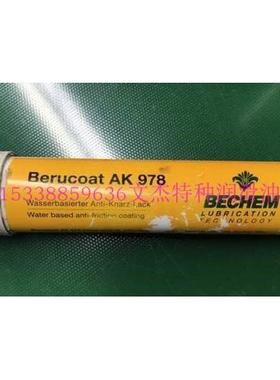 Berucoat AK 978
15338859636艾杰特种润滑油
Wasserbasierter Anti-Knarz-Lack
Water based anti-friction coating
BECHEM
LUBRICATION
TECHNOLOGY